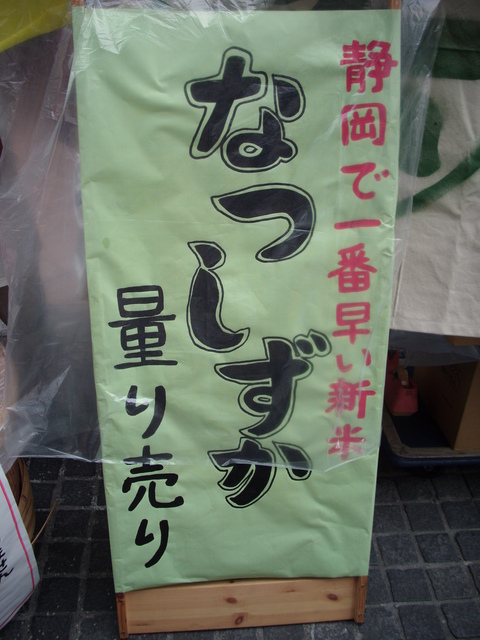 静岡で一番早い新米
なつしずか
量り売り